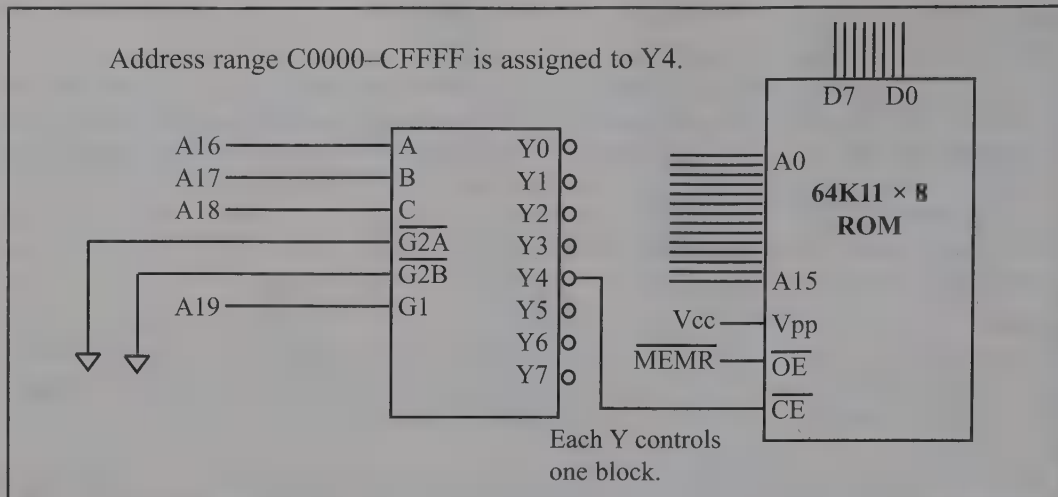 Address range C0000–CFFFF is assigned to Y4.
D7 D0
A16 A Y0
A17 B Y1
A18 C Y2
G2A Y3
G2B Y4
A19 G1 Y5
Y6
Y7
A0
64K11 × 8
ROM
A15
Vcc Vpp
MEMR OE
CE
Each Y controls
one block.